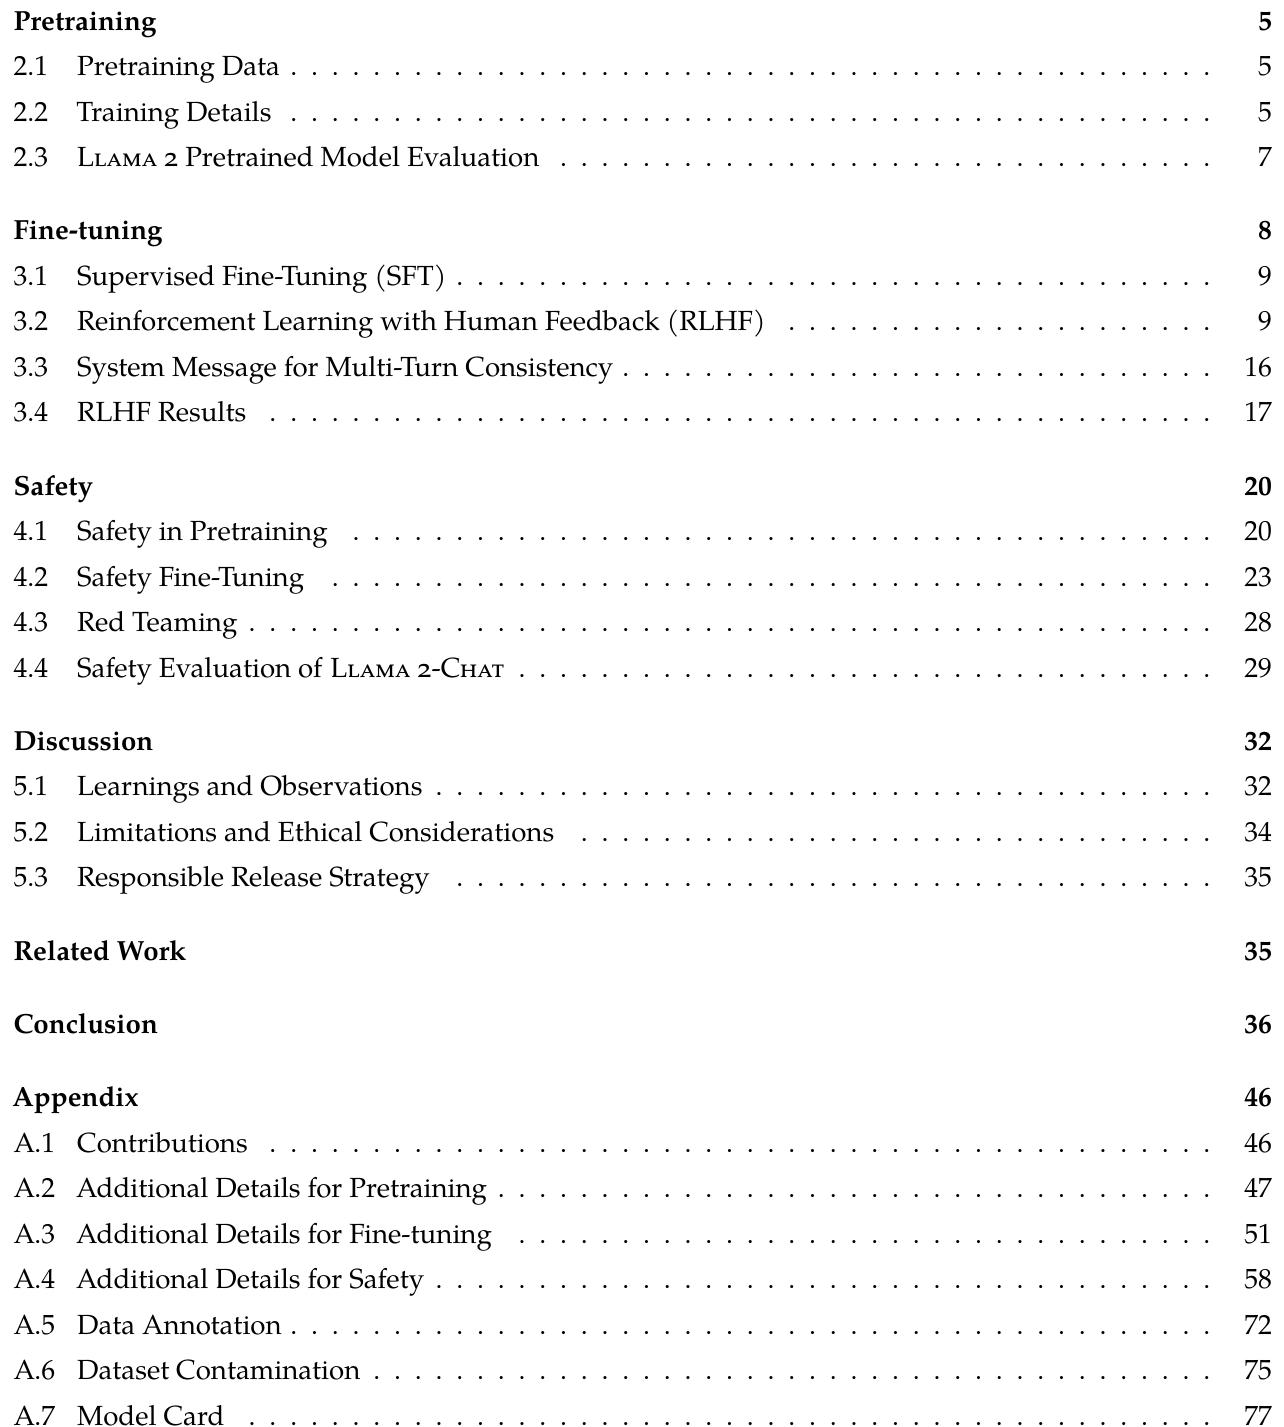 Pretraining 5
2.1 Pretraining Data . . . . . . . . . . . . . . . . . . . . . . . . . . . . . . . . . . . . . . . . . . . . . 5
2.2 Training Details . . . . . . . . . . . . . . . . . . . . . . . . . . . . . . . . . . . . . . . . . . . . . 5
2.3 Llama 2 Pretrained Model Evaluation . . . . . . . . . . . . . . . . . . . . . . . . . . . . . . . . 7
Fine-tuning 8
3.1 Supervised Fine-Tuning (SFT) . . . . . . . . . . . . . . . . . . . . . . . . . . . . . . . . . . . . . 9
3.2 Reinforcement Learning with Human Feedback (RLHF) . . . . . . . . . . . . . . . . . . . . . 9
3.3 System Message for Multi-Turn Consistency . . . . . . . . . . . . . . . . . . . . . . . . . . . . . 16
3.4 RLHF Results . . . . . . . . . . . . . . . . . . . . . . . . . . . . . . . . . . . . . . . . . . . . . . 17
Safety 20
4.1 Safety in Pretraining . . . . . . . . . . . . . . . . . . . . . . . . . . . . . . . . . . . . . . . . . . 20
4.2 Safety Fine-Tuning . . . . . . . . . . . . . . . . . . . . . . . . . . . . . . . . . . . . . . . . . . . 23
4.3 Red Teaming . . . . . . . . . . . . . . . . . . . . . . . . . . . . . . . . . . . . . . . . . . . . . . . 28
4.4 Safety Evaluation of Llama 2-Chat . . . . . . . . . . . . . . . . . . . . . . . . . . . . . . . . . . 29
Discussion 32
5.1 Learnings and Observations . . . . . . . . . . . . . . . . . . . . . . . . . . . . . . . . . . . . . . 32
5.2 Limitations and Ethical Considerations . . . . . . . . . . . . . . . . . . . . . . . . . . . . . . . 34
5.3 Responsible Release Strategy . . . . . . . . . . . . . . . . . . . . . . . . . . . . . . . . . . . . . 35
Related Work 35
Conclusion 36
Appendix 46
A.1 Contributions . . . . . . . . . . . . . . . . . . . . . . . . . . . . . . . . . . . . . . . . . . . . . . 46
A.2 Additional Details for Pretraining . . . . . . . . . . . . . . . . . . . . . . . . . . . . . . . . . . . 47
A.3 Additional Details for Fine-tuning . . . . . . . . . . . . . . . . . . . . . . . . . . . . . . . . . . 51
A.4 Additional Details for Safety . . . . . . . . . . . . . . . . . . . . . . . . . . . . . . . . . . . . . . 58
A.5 Data Annotation . . . . . . . . . . . . . . . . . . . . . . . . . . . . . . . . . . . . . . . . . . . . . 72
A.6 Dataset Contamination . . . . . . . . . . . . . . . . . . . . . . . . . . . . . . . . . . . . . . . . . 75
A.7 Model Card . . . . . . . . . . . . . . . . . . . . . . . . . . . . . . . . . . . . . . . . . . . . . . . 77